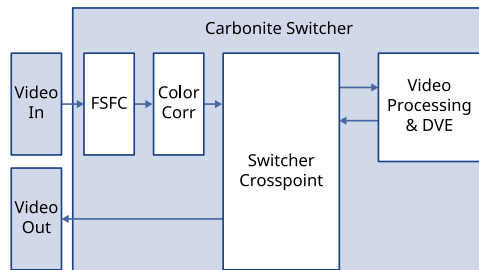 Carbonite Switcher
Video
In
FSFC
Color
Corr
Video
Processing
& DVE
Switcher
Crosspoint
Video
Out